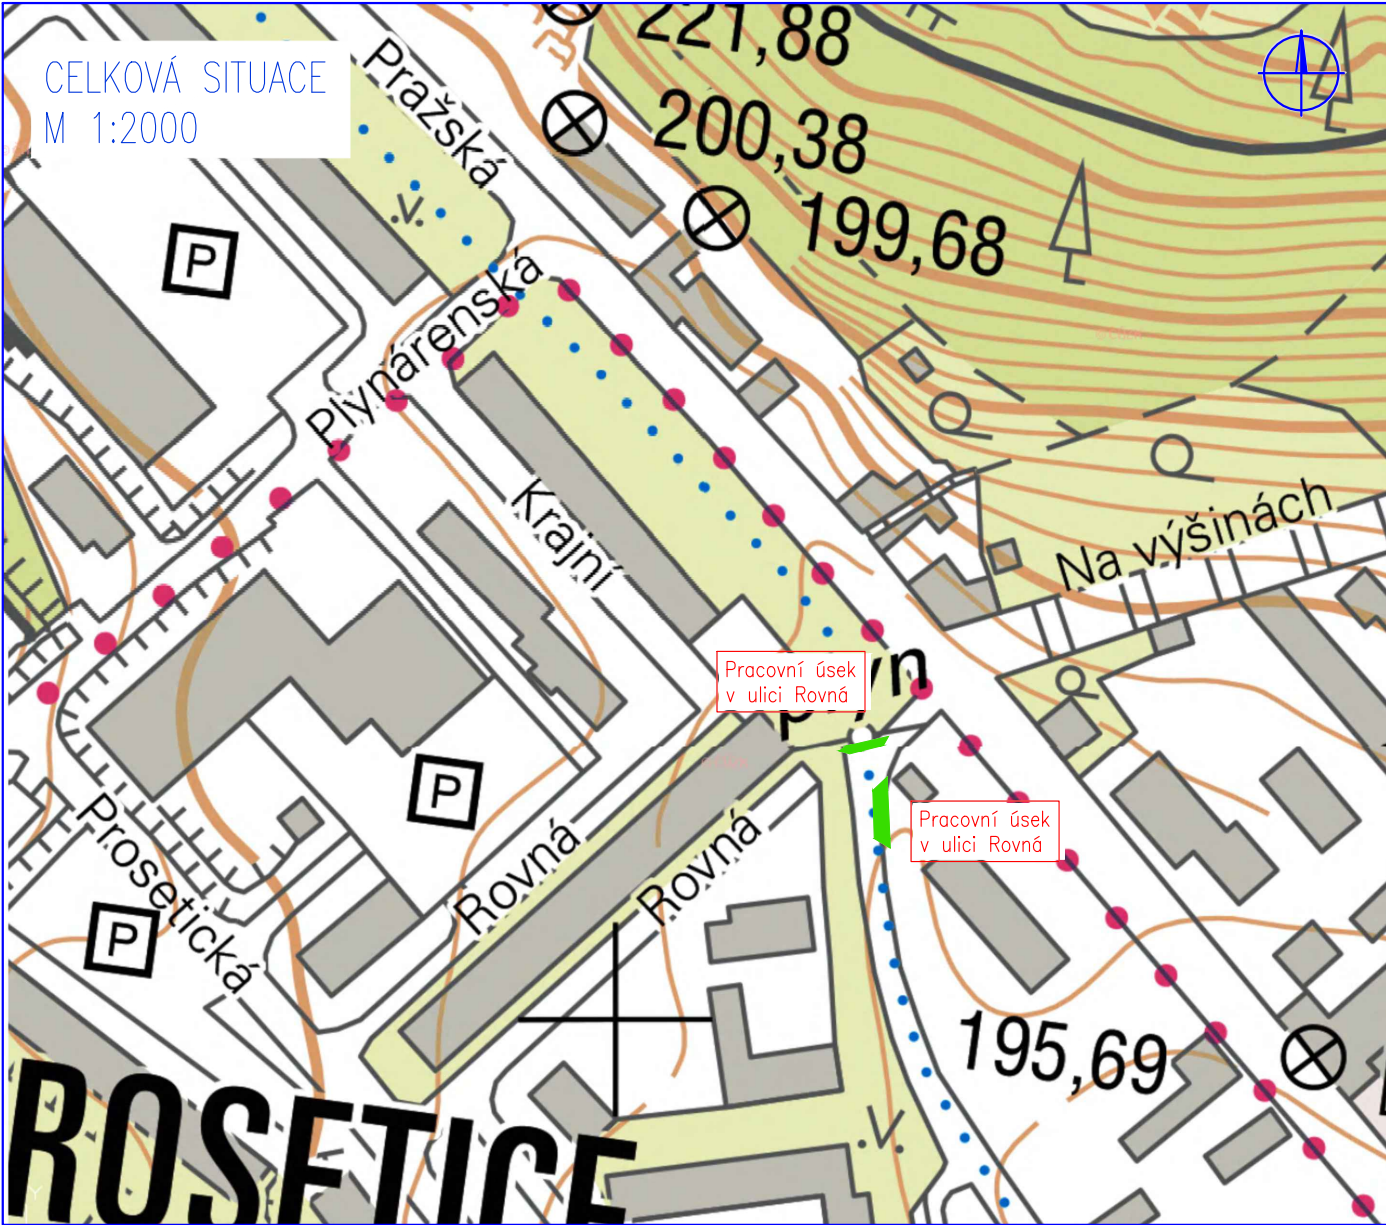 CELKOVÁ SITUACE
M 1:2000
221,88
200,38
199,68
Pražská
P
Plynárenská
Krajní
Na výšinách
Pracovní úsek
v ulici Rovná
plyn
P
Pracovní úsek
v ulici Rovná
Prosetická
Rovná
Rovná
P
195,69
ROSETICE